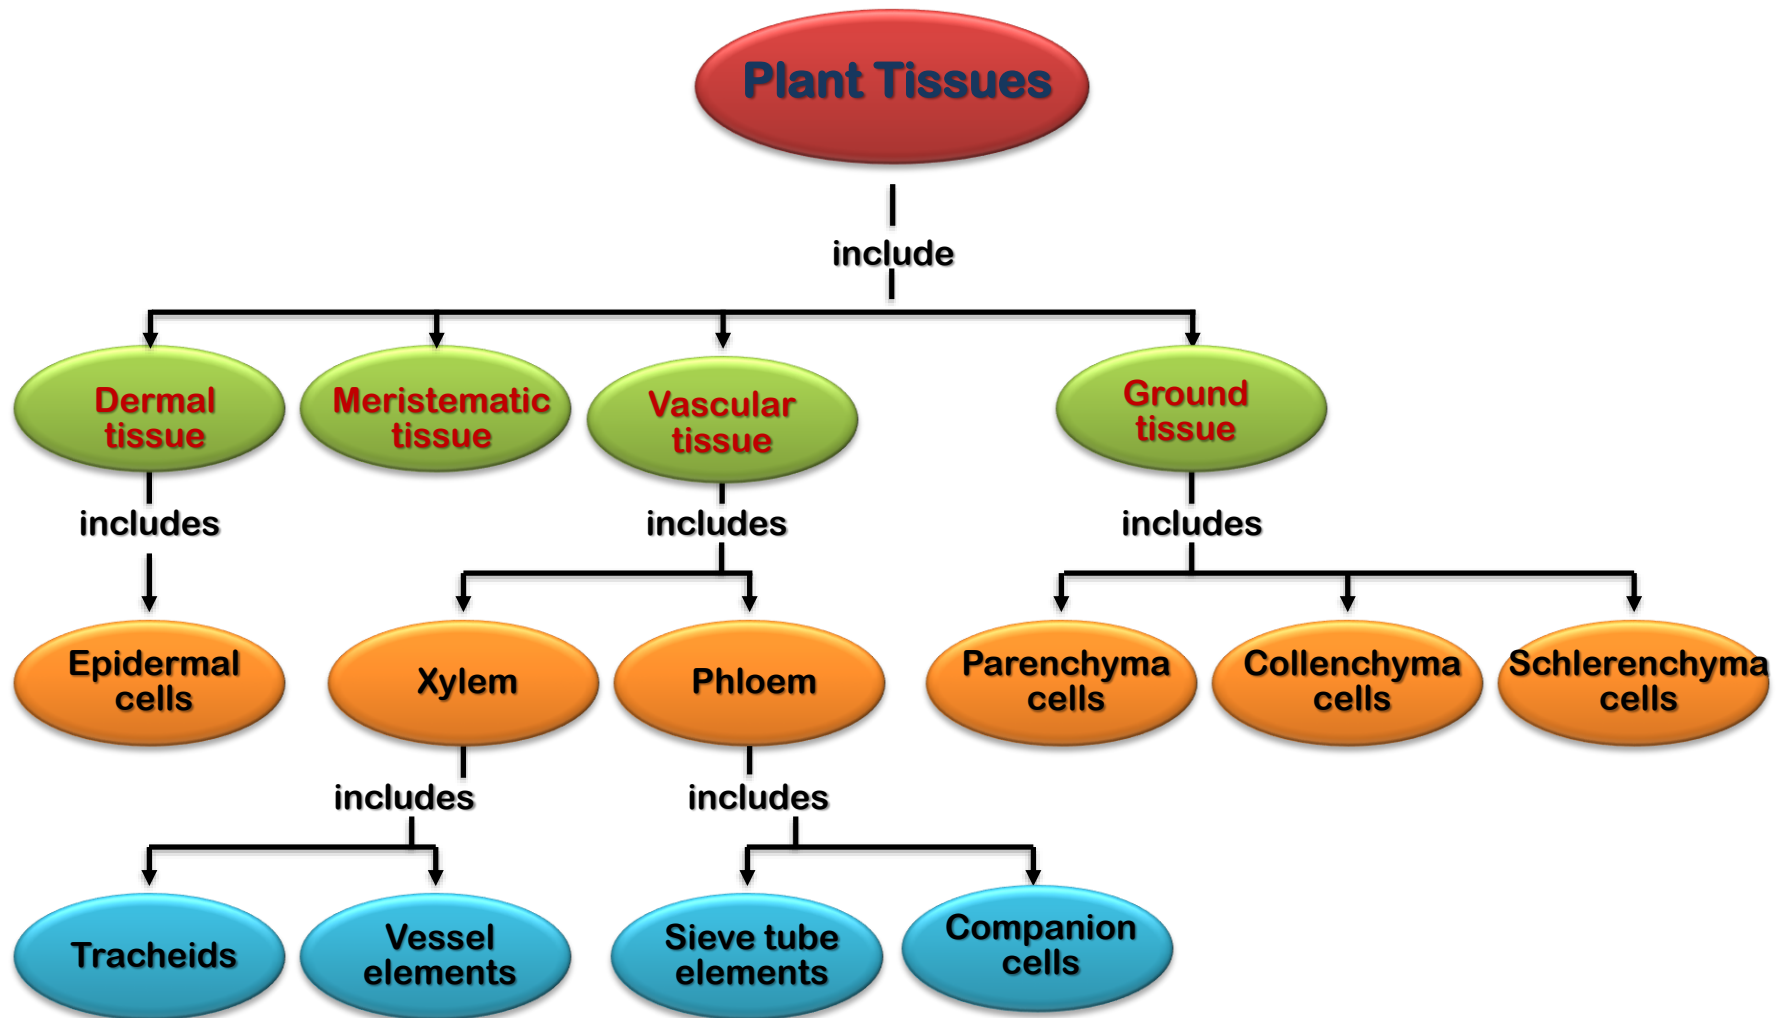 Plant Tissues
include
Dermal
tissue
Meristematic
tissue
Vascular
tissue
Ground
tissue
includes
includes
includes
Epidermal
cells
Xylem
Phloem
Parenchyma
cells
Collenchyma
cells
Schlerenchyma
cells
includes
includes
Tracheids
Vessel
elements
Sieve tube
elements
Companion
cells